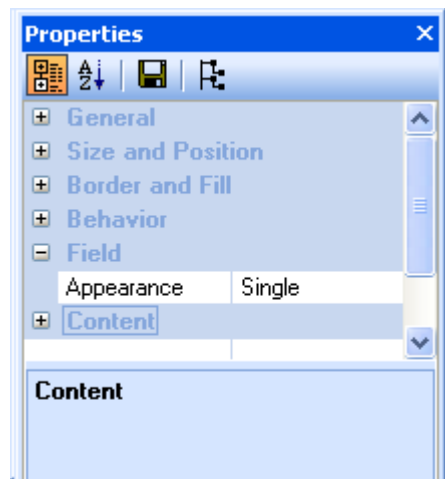 Properties
General
Size and Position
Border and Fill
Behavior
Field
Appearance Single
Content
Content